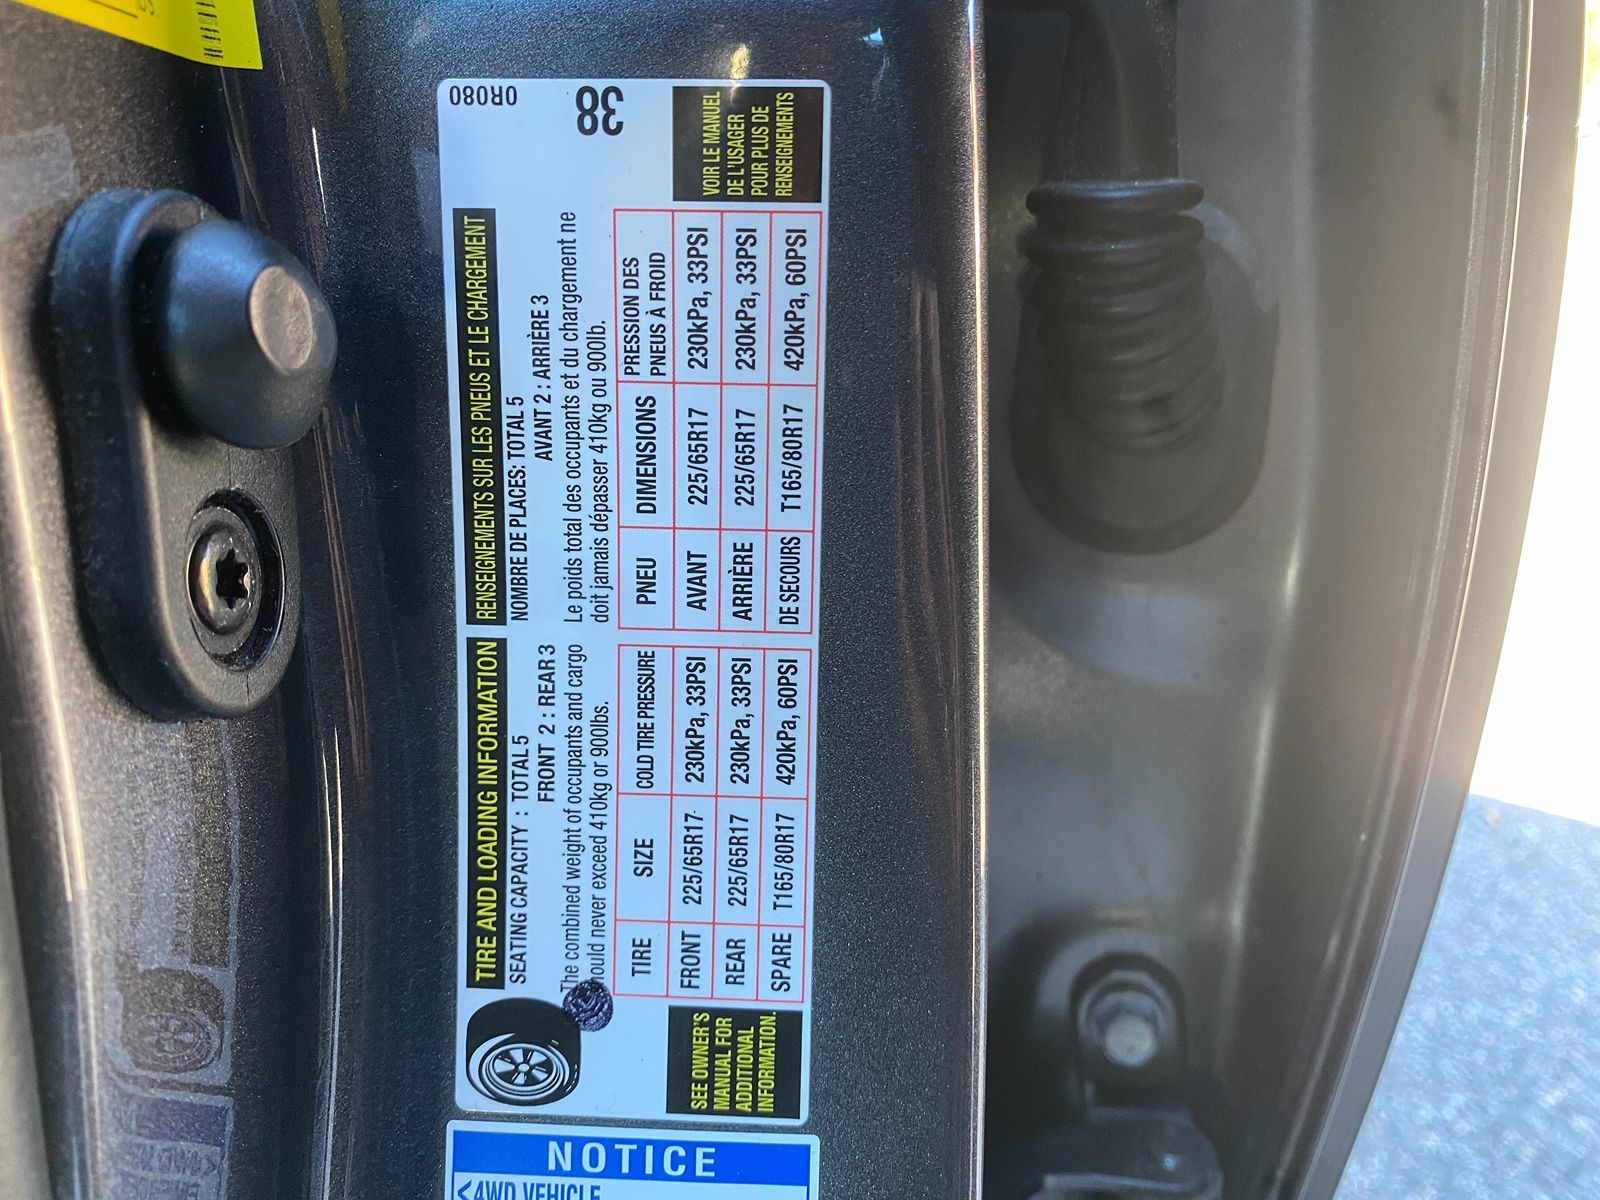 TIRE AND LOADING INFORMATION
SEATING CAPACITY : TOTAL 5
FRONT 2 : REAR 3
The combined weight of occupants and cargo
hould never exceed 410kg or 900lbs.
TIRE SIZE COLD TIRE PRESSURE
FRONT 225/65R17 230kPa, 33PSI
REAR 225/65R17 230kPa, 33PSI
SPARE T165/80R17 420kPa, 60PSI
SEE OWNER'S
MANUAL FOR
ADDITIONAL
INFORMATION.
RENSEIGNEMENTS SUR LES PNEUS ET LE CHARGEMENT
NOMBRE DE PLACES: TOTAL 5
AVANT 2 : ARRIÈRE 3
Le poids total des occupants et du chargement ne
doit jamais dépasser 410kg ou 900lb.
PNEU DIMENSIONS PRESSION DES
PNEUS À FROID
AVANT 225/65R17 230kPa, 33PSI
ARRIÈRE 225/65R17 230kPa, 33PSI
DE SECOURS T165/80R17 420kPa, 60PSI
0R080
38
VOIR LE MANUEL
DE L'USAGER
POUR PLUS DE
RENSEIGNEMENTS
NOTICE
<4WD VEHICLE